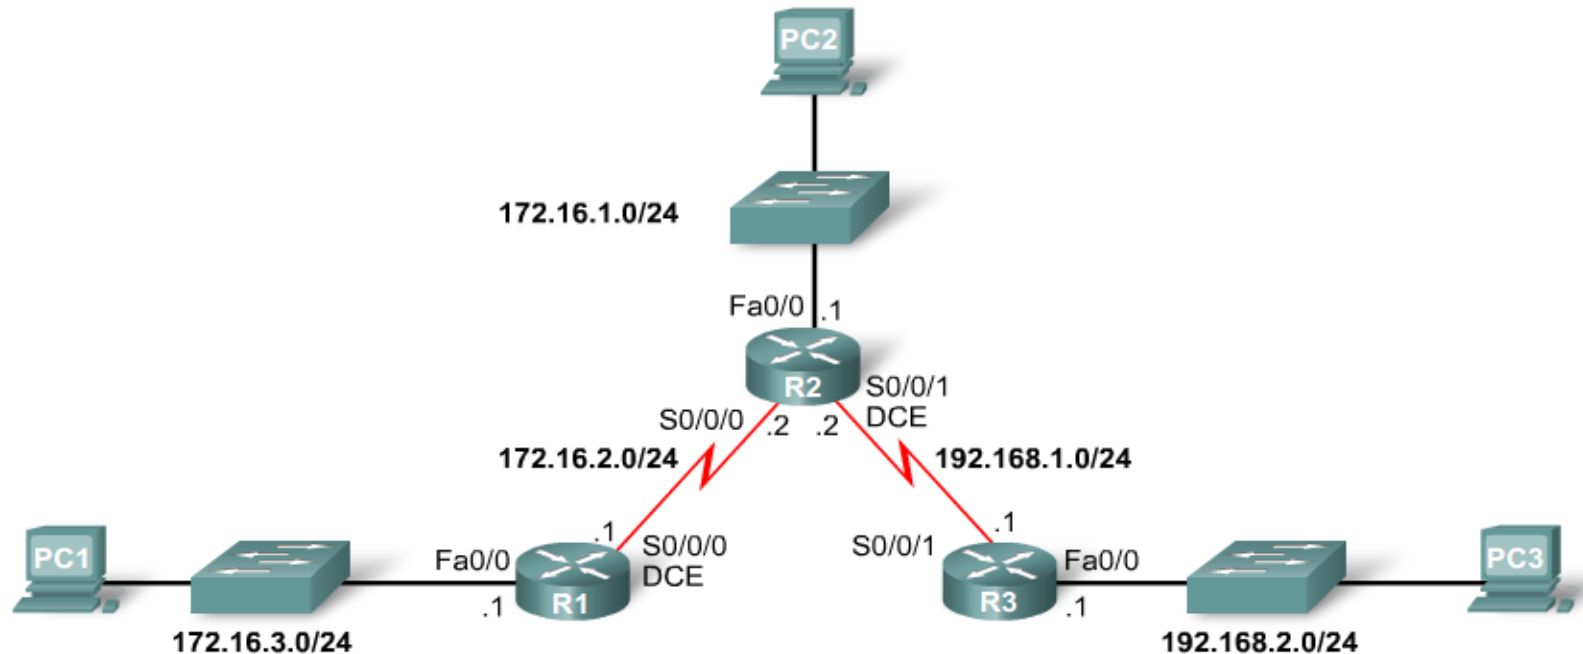 PC2
172.16.1.0/24
Fa0/0
.1
R2
S0/0/1
DCE
S0/0/0
.2
.2
172.16.2.0/24
192.168.1.0/24
.1
S0/0/0
DCE
.1
S0/0/1
PC1
Fa0/0
.1
R1
172.16.3.0/24
R3
Fa0/0
.1
PC3
192.168.2.0/24